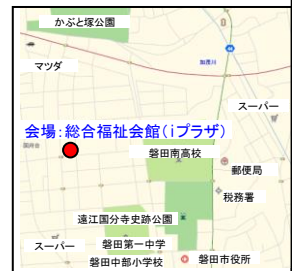 かぶと塚公園
加茂川
マツダ
スーパー
会場:総合福祉会館(iプラザ)
磐田南高校
郵便局
税務署
遠江国分寺史跡公園
スーパー
磐田第一中学
磐田中部小学校
磐田市役所